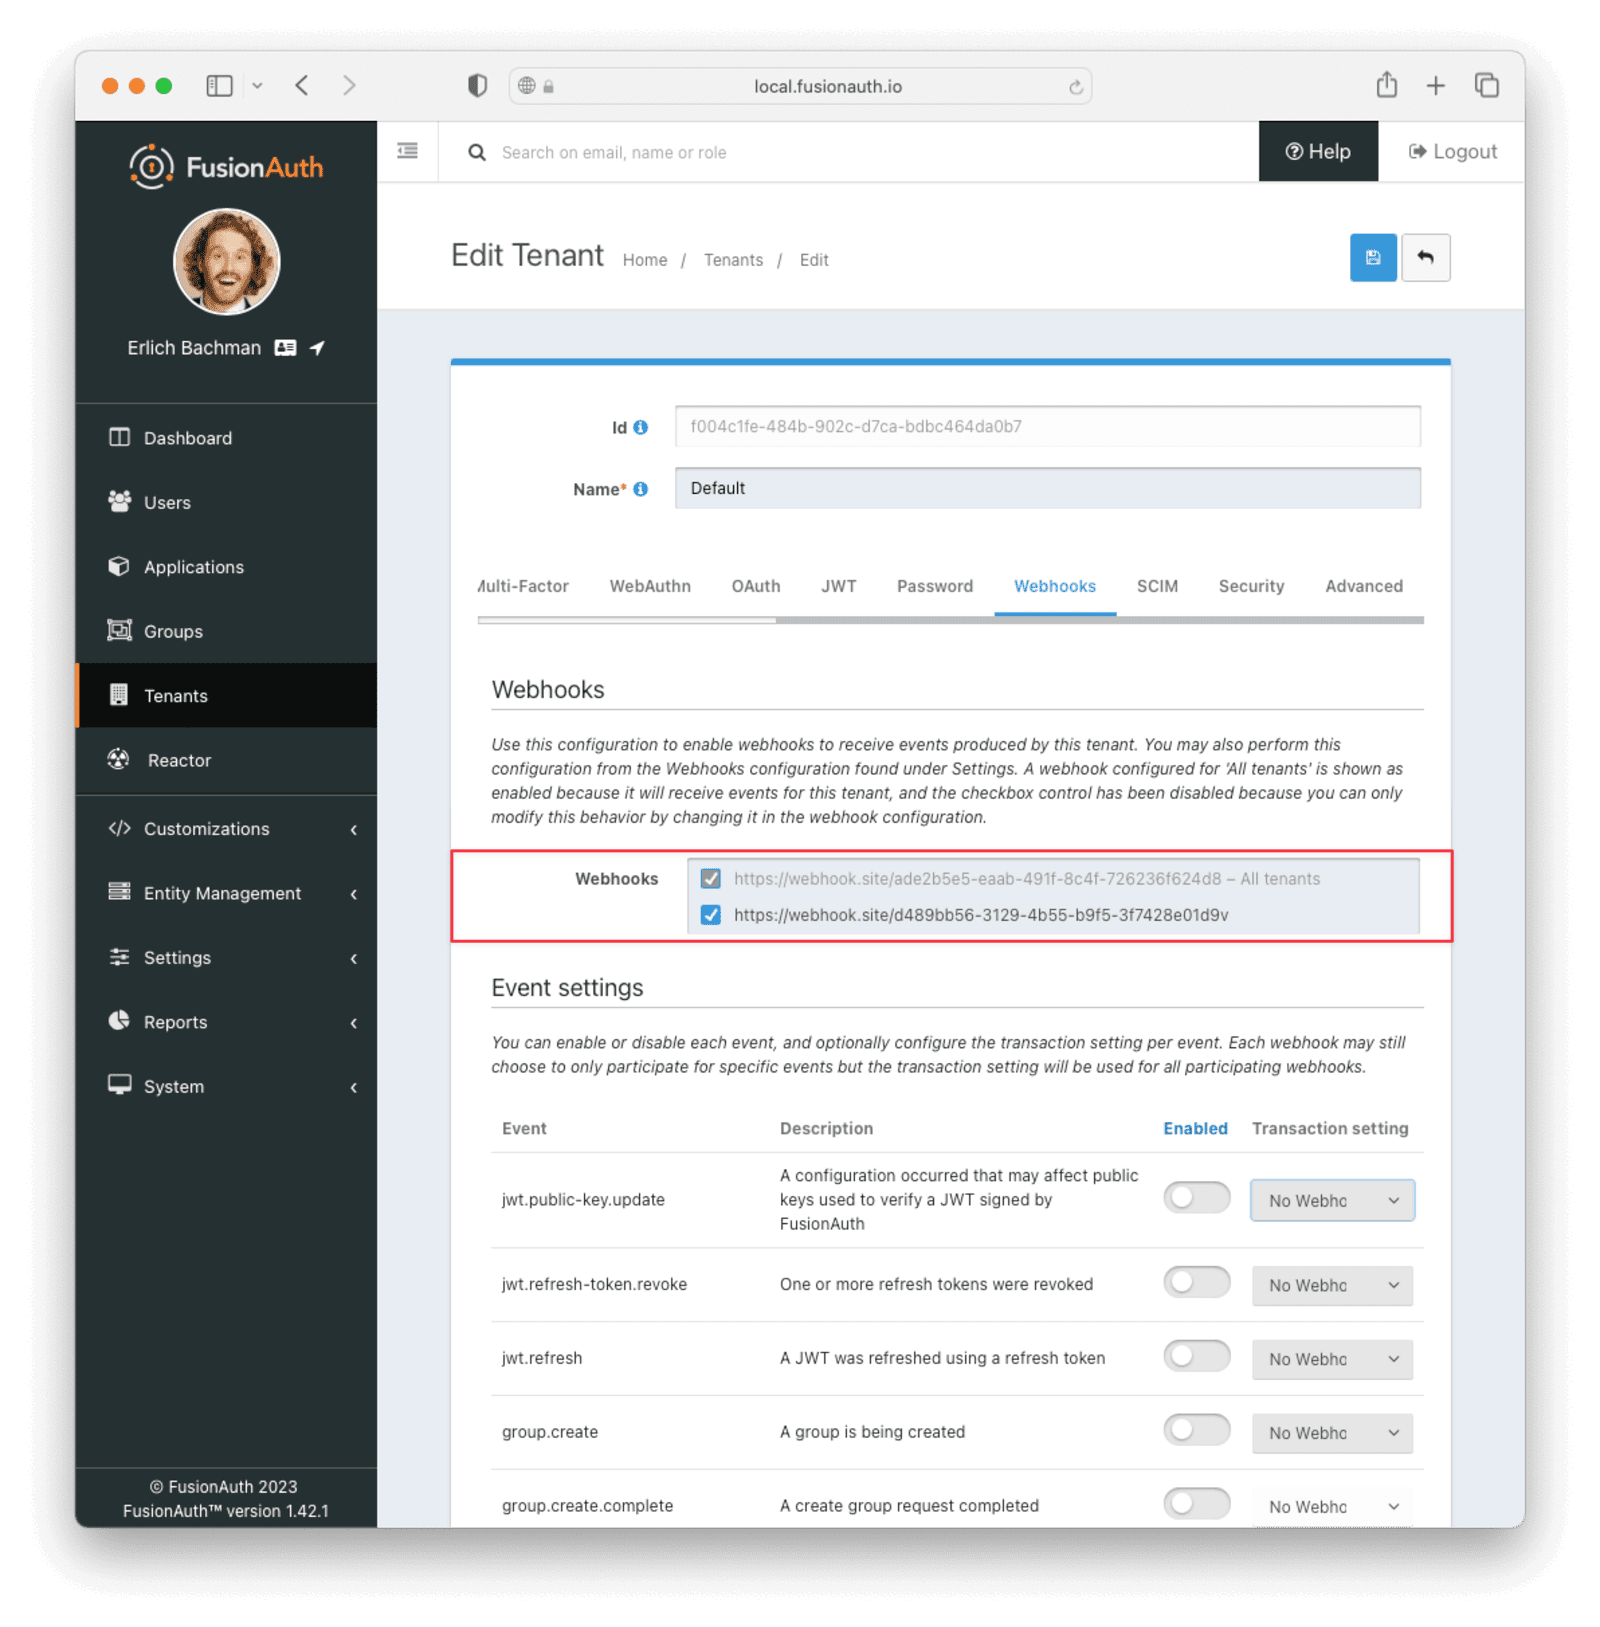 local.fusionauth.io
FusionAuth
Search on email, name or role
Help
Logout
Erlich Bachman
Dashboard
Users
Applications
Groups
Tenants
Reactor
Customizations
Entity Management
Settings
Reports
System
© FusionAuth 2023
FusionAuth™ version 1.42.1
Edit Tenant
Home / Tenants / Edit
Id
f004c1fe-484b-902c-d7ca-bdbc464da0b7
Name*
Default
Multi-Factor
WebAuthn
OAuth
JWT
Password
Webhooks
SCIM
Security
Advanced
Webhooks
Use this configuration to enable webhooks to receive events produced by this tenant. You may also perform this
configuration from the Webhooks configuration found under Settings. A webhook configured for 'All tenants' is shown as
enabled because it will receive events for this tenant, and the checkbox control has been disabled because you can only
modify this behavior by changing it in the webhook configuration.
Webhooks
https://webhook.site/ade2b5e5-eaab-491f-8c4f-726236f624d8 – All tenants
https://webhook.site/d489bb56-3129-4b55-b9f5-3f7428e01d9v
Event settings
You can enable or disable each event, and optionally configure the transaction setting per event. Each webhook may still
choose to only participate for specific events but the transaction setting will be used for all participating webhooks.
Event Description Enabled Transaction setting
jwt.public-key.update
A configuration occurred that may affect public
keys used to verify a JWT signed by
FusionAuth
No Webho
jwt.refresh-token.revoke
One or more refresh tokens were revoked
No Webho
jwt.refresh
A JWT was refreshed using a refresh token
No Webho
group.create
A group is being created
No Webho
group.create.complete
A create group request completed
No Webho